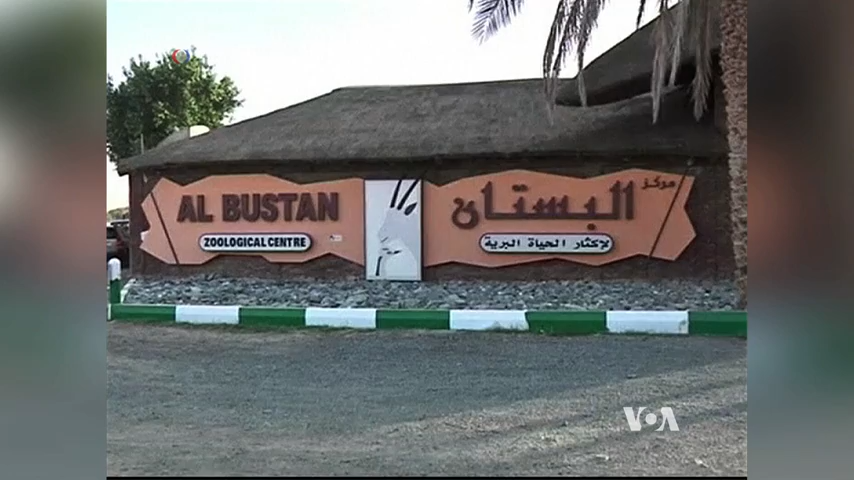 AL BUSTAN
ZOOLOGICAL CENTRE
مركز البستان
لإكثار الحياة البرية
VOA